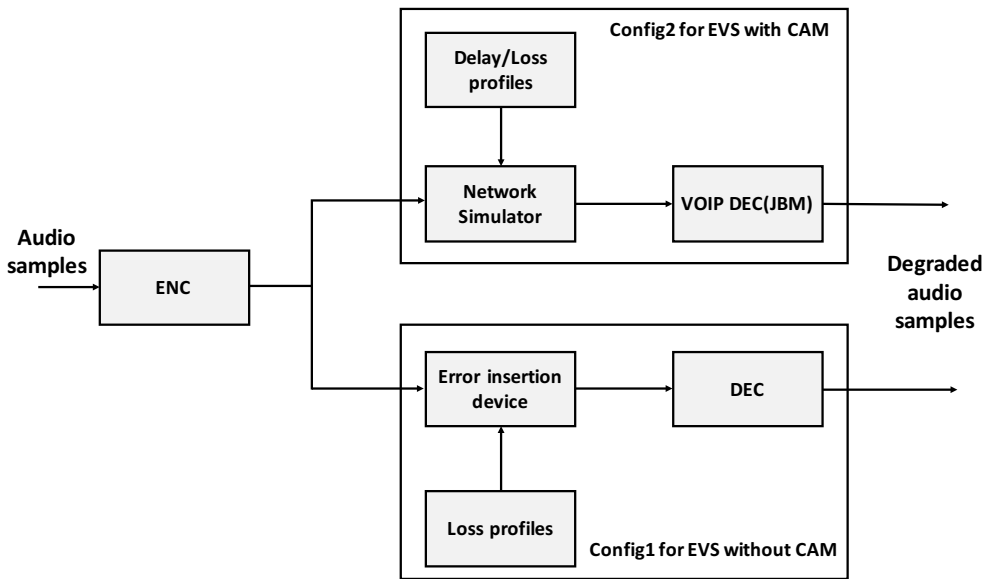 Config2 for EVS with CAM
Delay/Loss
profiles
Network
Simulator
VOIP DEC(JBM)
Audio
samples
ENC
Degraded
audio
samples
Error insertion
device
DEC
Loss profiles
Config1 for EVS without CAM